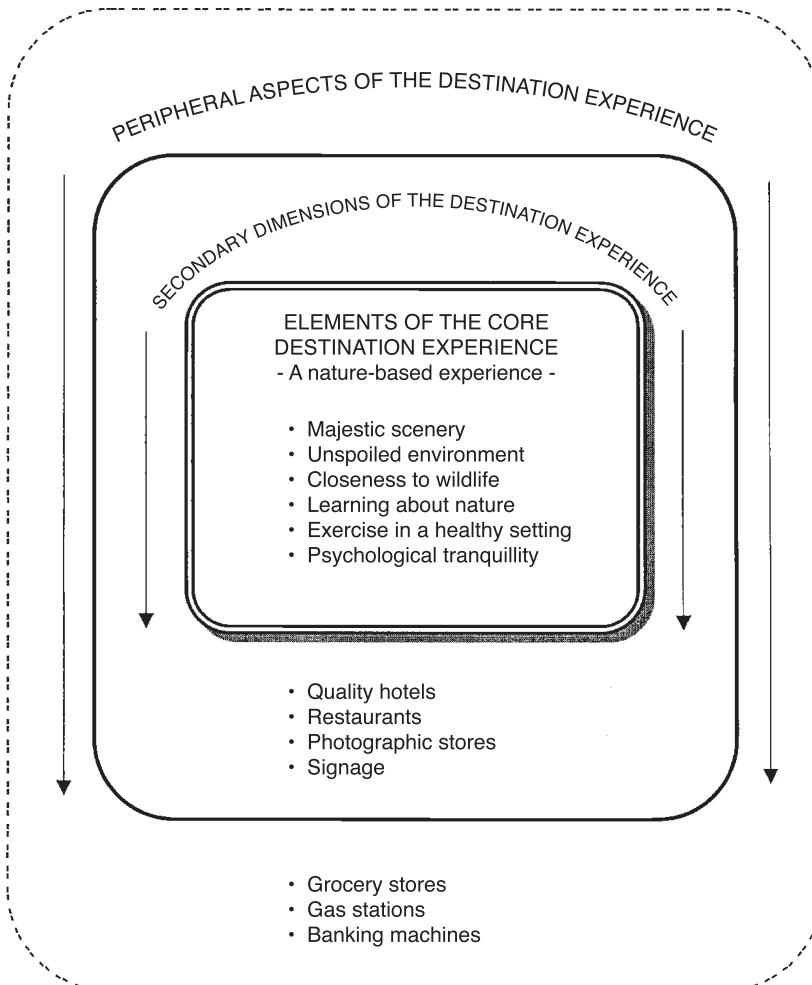 PERIPHERAL ASPECTS OF THE DESTINATION EXPERIENCE
SECONDARY DIMENSIONS OF THE DESTINATION EXPERIENCE
ELEMENTS OF THE CORE
DESTINATION EXPERIENCE
- A nature-based experience -
• Majestic scenery
• Unspoiled environment
• Closeness to wildlife
• Learning about nature
• Exercise in a healthy setting
• Psychological tranquillity
• Quality hotels
• Restaurants
• Photographic stores
• Signage
• Grocery stores
• Gas stations
• Banking machines